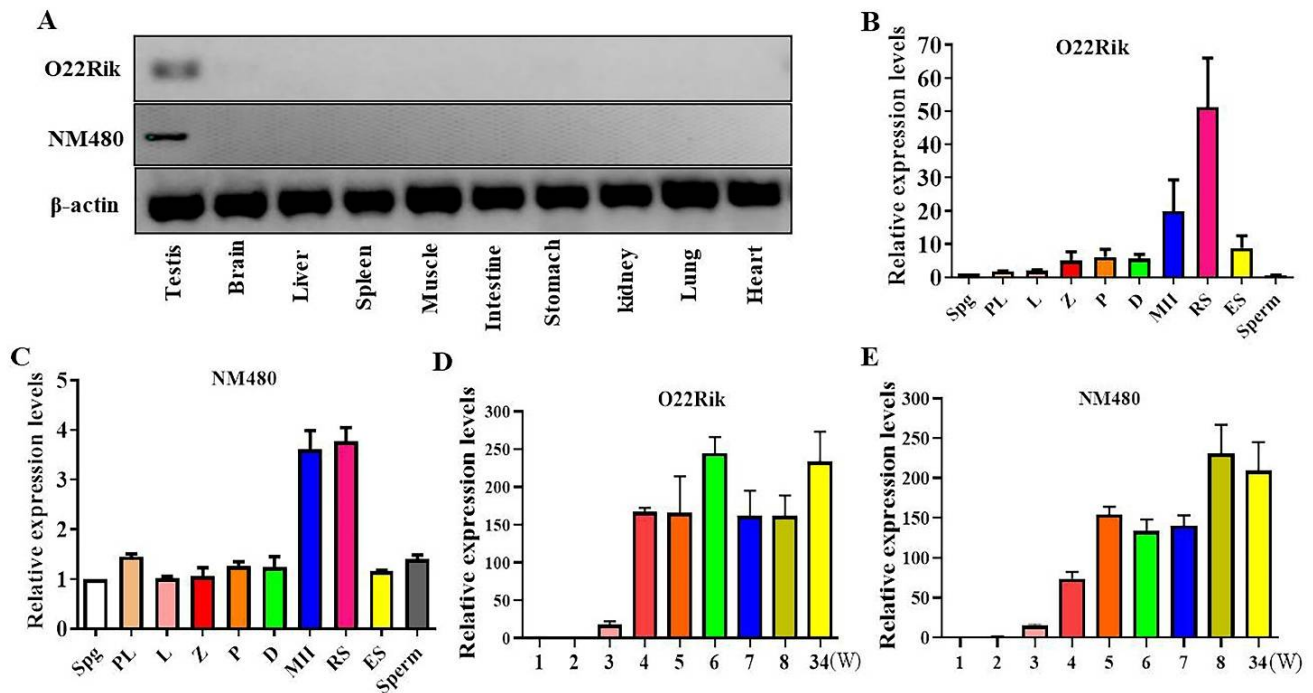 A
O22Rik
NM480
β-actin
Testis
Brain
Liver
Spleen
Muscle
Intestine
Stomach
kidney
Lung
Heart
B
O22Rik
Relative expression levels
70
60
50
40
30
20
10
0
Spg PL L Z P D MII RS ES Sperm
C
NM480
Relative expression levels
5
4
3
2
1
0
Spg PL L Z P D MII RS ES Sperm
D
O22Rik
Relative expression levels
300
250
200
150
100
50
0
1 2 3 4 5 6 7 8 34(W)
E
NM480
Relative expression levels
300
250
200
150
100
50
0
1 2 3 4 5 6 7 8 34(W)